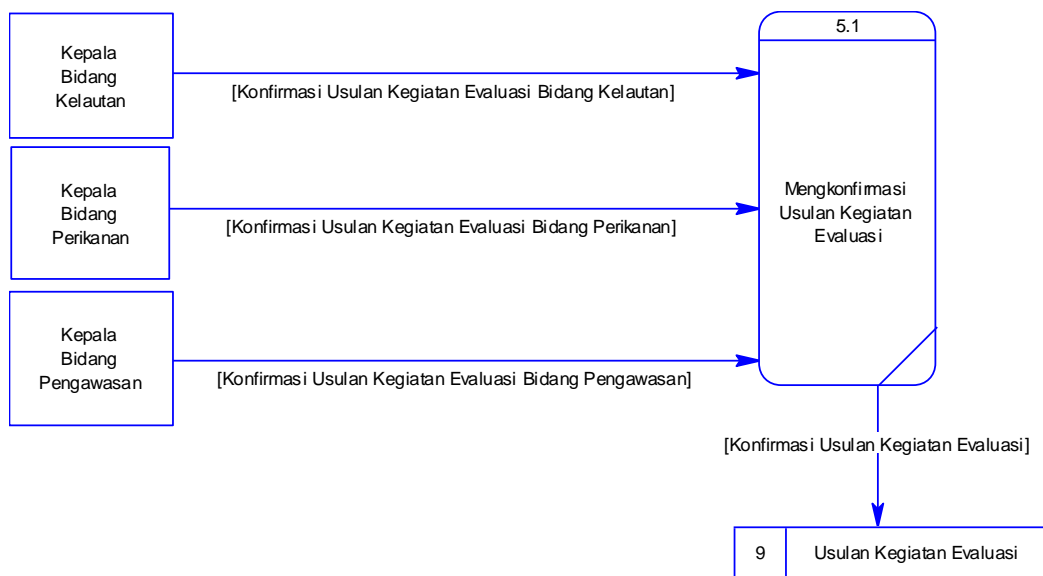 Kepala
Bidang
Kelautan
[Konfirmasi Usulan Kegiatan Evaluasi Bidang Kelautan]
Kepala
Bidang
Perikanan
[Konfirmasi Usulan Kegiatan Evaluasi Bidang Perikanan]
Kepala
Bidang
Pengawasan
[Konfirmasi Usulan Kegiatan Evaluasi Bidang Pengawasan]
5.1
Mengkonfirmasi
Usulan Kegiatan
Evaluasi
[Konfirmasi Usulan Kegiatan Evaluasi]
9
Usulan Kegiatan Evaluasi